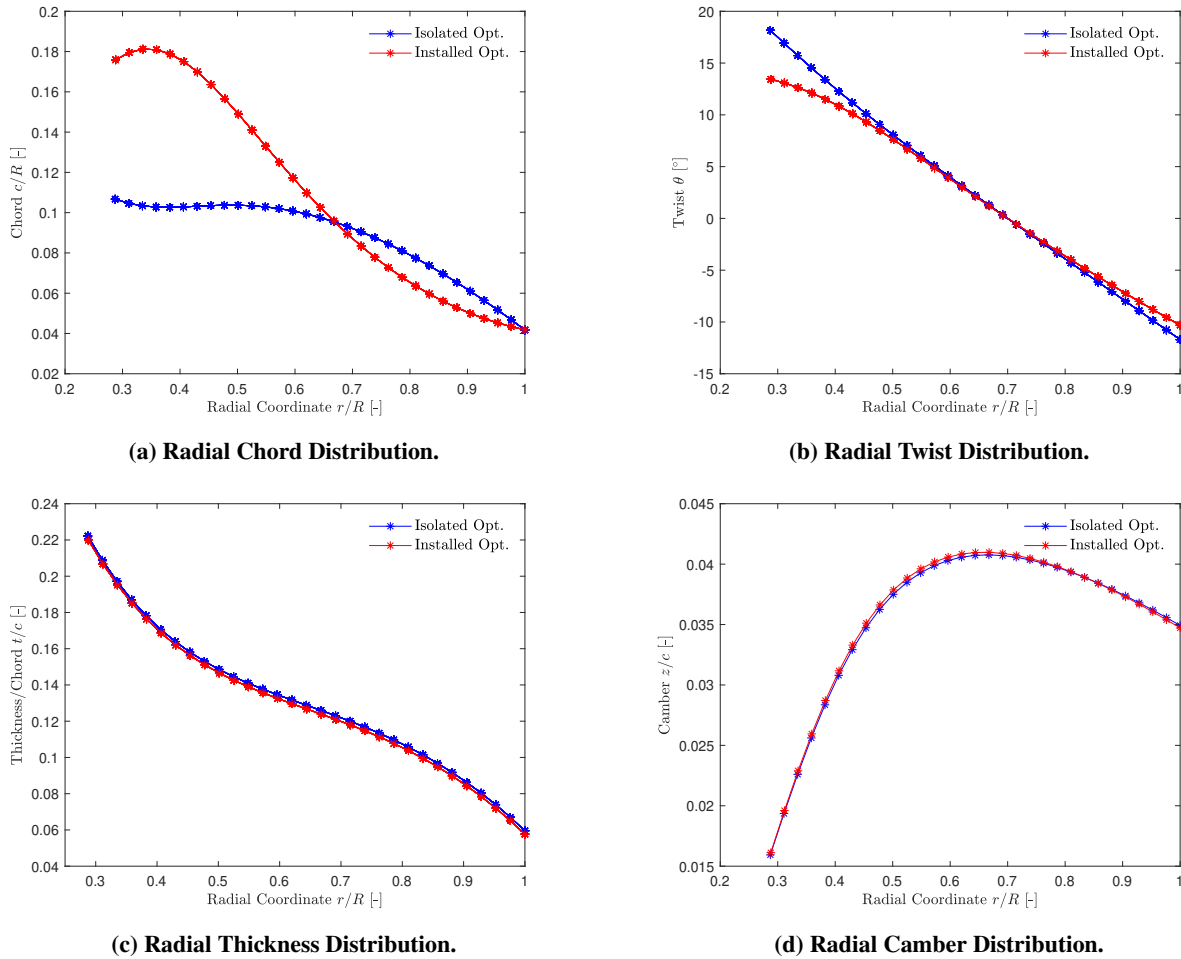 0.2
0.18
0.16
0.14
0.12
0.1
0.08
0.06
0.04
0.02
Chord c/R [-]
Isolated Opt.
Installed Opt.
0.2 0.3 0.4 0.5 0.6 0.7 0.8 0.9 1
Radial Coordinate r/R [-]
(a) Radial Chord Distribution.
20
15
10
5
0
-5
-10
-15
Twist θ [°]
Isolated Opt.
Installed Opt.
0.2 0.3 0.4 0.5 0.6 0.7 0.8 0.9 1
Radial Coordinate r/R [-]
(b) Radial Twist Distribution.
0.24
0.22
0.2
0.18
0.16
0.14
0.12
0.1
0.08
0.06
0.04
Thickness/Chord t/c [-]
Isolated Opt.
Installed Opt.
0.3 0.4 0.5 0.6 0.7 0.8 0.9 1
Radial Coordinate r/R [-]
(c) Radial Thickness Distribution.
0.045
0.04
0.035
0.03
0.025
0.02
0.015
Camber z/c [-]
Isolated Opt.
Installed Opt.
0.2 0.3 0.4 0.5 0.6 0.7 0.8 0.9 1
Radial Coordinate r/R [-]
(d) Radial Camber Distribution.